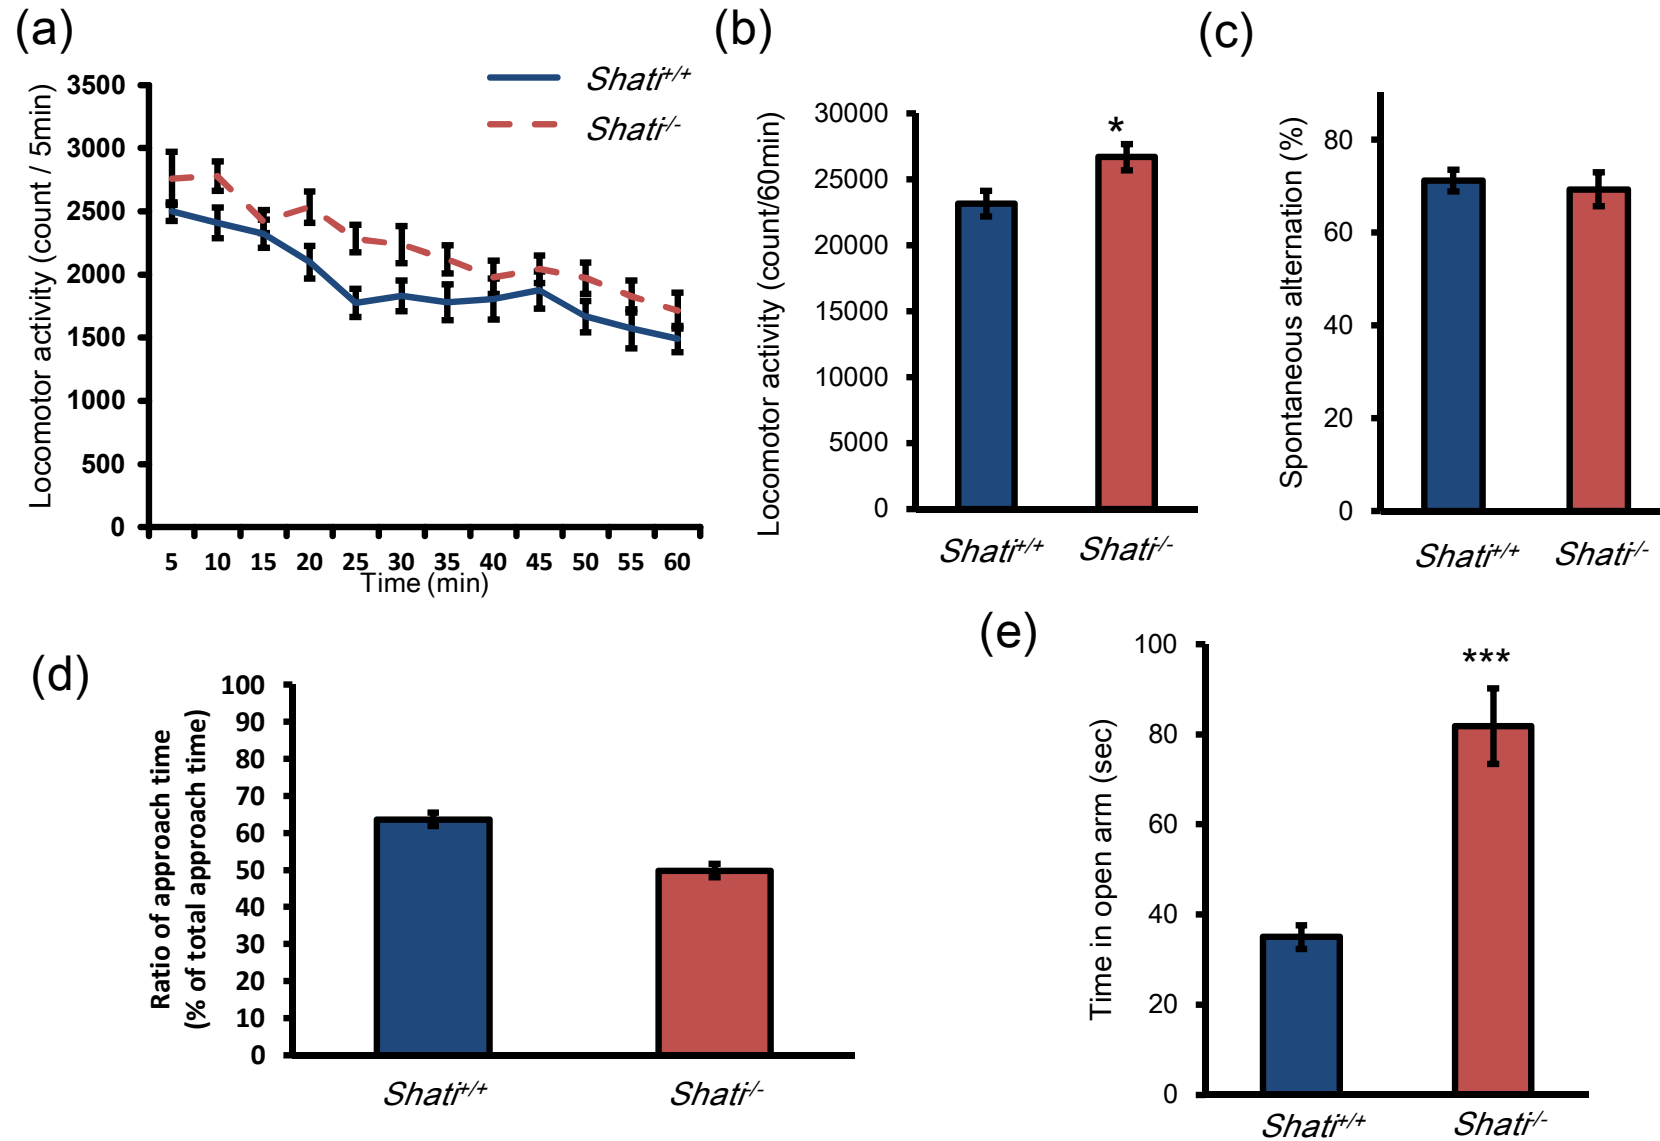 (a)
Locomotor activity (count / 5min)
3500
3000
2500
2000
1500
1000
500
0
5 10 15 20 25 30 35 40 45 50 55 60
Time (min)
Shati+/+
Shati-/-
(b)
Locomotor activity (count/60min)
30000
25000
20000
15000
10000
5000
0
*
Shati+/+ Shati-/-
(c)
Spontaneous alternation (%)
80
60
40
20
0
Shati+/+ Shati-/-
(d)
Ratio of approach time
(% of total approach time)
100
90
80
70
60
50
40
30
20
10
0
Shati+/+ Shati-/-
(e)
Time in open arm (sec)
100
80
60
40
20
0
***
Shati+/+ Shati-/-